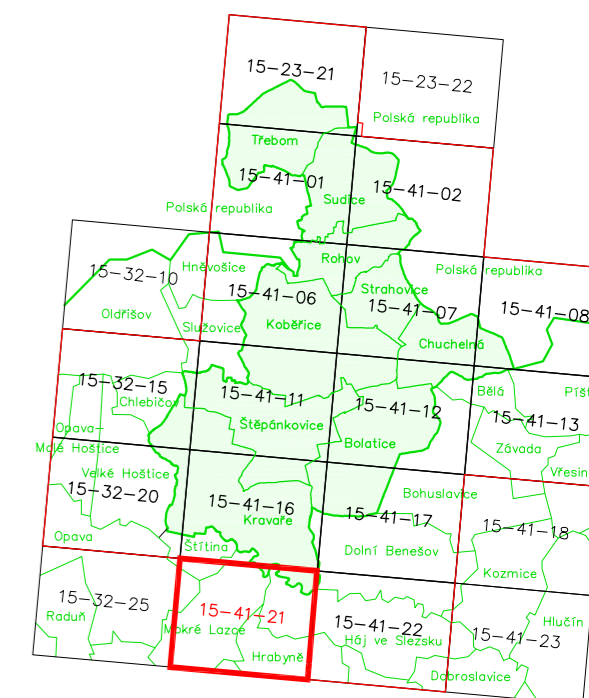 15-23-21
15-23-22
Polská republika
Třebom
15-41-01
15-41-02
Sudice
Polská republika
Rohov
Hněvošice
Polská republika
15-32-10
15-41-06
Strahovice
15-41-07
15-41-08
Oldřišov
Služovice
Kobeřice
Chuchelná
15-32-15
15-41-11
Bělá
Píšť
Chlebičov
15-41-12
15-41-13
Opava-
Malé Hoštice
Štěpánkovice
Bolatice
Závada
Velké Hoštice
Vřesin
15-32-20
15-41-16
Bohuslavice
Kravaře
15-41-17
15-41-18
Opava
Štítina
Dolní Benešov
Kozmice
15-32-25
15-41-21
Raduň
Mokré Lazce
15-41-22
Háj ve Slezsku
Hlučín
15-41-23
Hrabyně
Dobroslavice